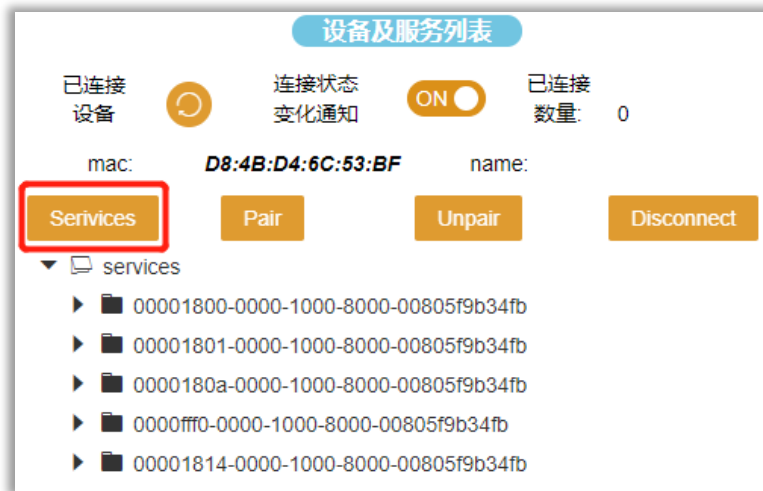 设备及服务列表
已连接 连接状态 已连接
设备 变化通知 ON 数量: 0
mac: D8:4B:D4:6C:53:BF name:
Serivices Pair Unpair Disconnect
services
00001800-0000-1000-8000-00805f9b34fb
00001801-0000-1000-8000-00805f9b34fb
0000180a-0000-1000-8000-00805f9b34fb
0000fff0-0000-1000-8000-00805f9b34fb
00001814-0000-1000-8000-00805f9b34fb